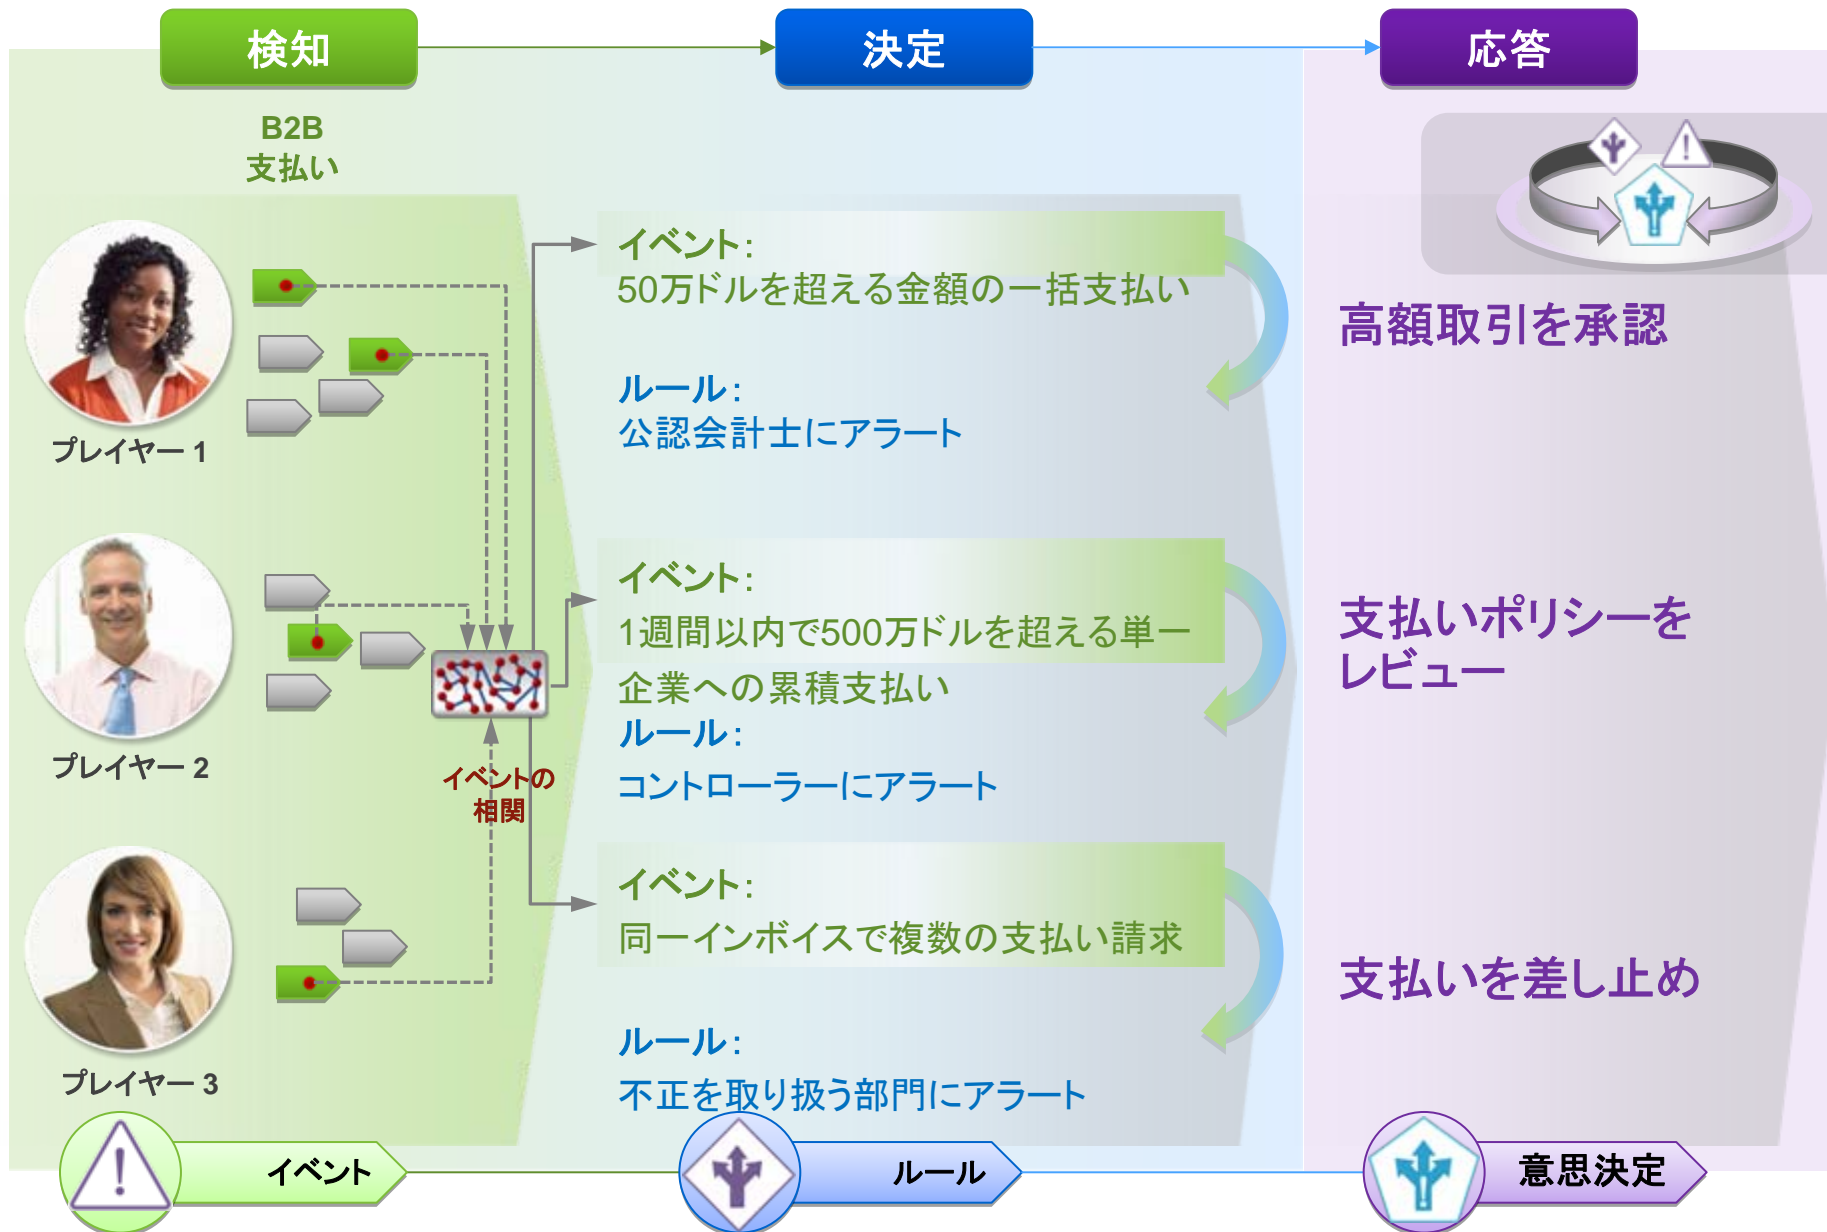 検知
決定
応答
B2B
支払い
プレイヤー 1
プレイヤー 2
プレイヤー 3
イベントの
相関
イベント：
50万ドルを超える金額の一括支払い
ルール：
公認会計士にアラート
イベント：
1週間以内で500万ドルを超える単一
企業への累積支払い
ルール：
コントローラーにアラート
イベント：
同一インボイスで複数の支払い請求
ルール：
不正を取り扱う部門にアラート
高額取引を承認
支払いポリシーを
レビュー
支払いを差し止め
イベント
ルール
意思決定